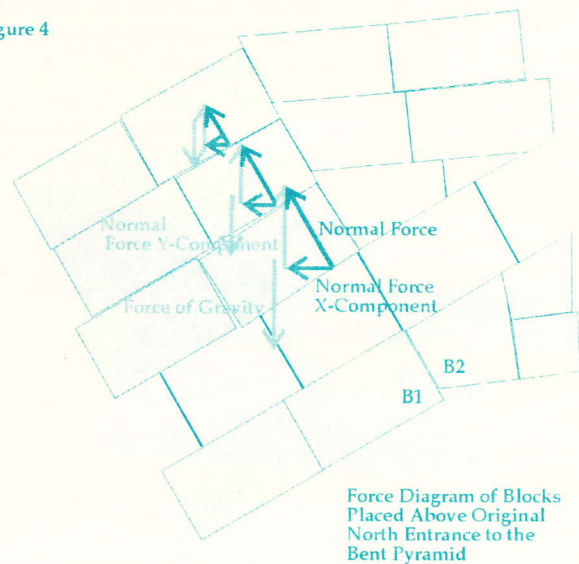 gure 4
Normal
Force Y-Component
Normal Force
Force of Gravity
Normal Force
X-Component
B2
B1
Force Diagram of Blocks
Placed Above Original
North Entrance to the
Bent Pyramid